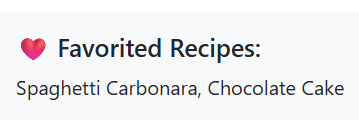 ❤️ Favorited Recipes:
Spaghetti Carbonara, Chocolate Cake